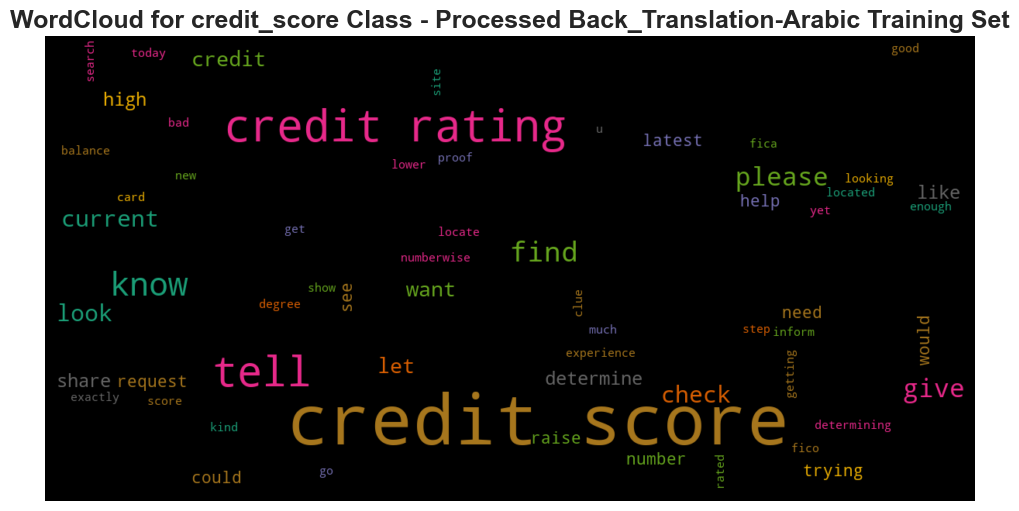 WordCloud for credit_score Class - Processed Back_Translation-Arabic Training Set
search
today
credit
good
site
high
credit rating
bad
u
latest
fica
balance
lower
proof
new
please
looking
card
help
located
like
current
yet
enough
get
locate
find
numberwise
know
show
see
want
degree
clue
look
need
much
step
inform
would
experience
tell
let
getting
share
request
determine
check
give
exactly
score
credit score
kind
raise
determining
number
fico
could
go
rated
trying